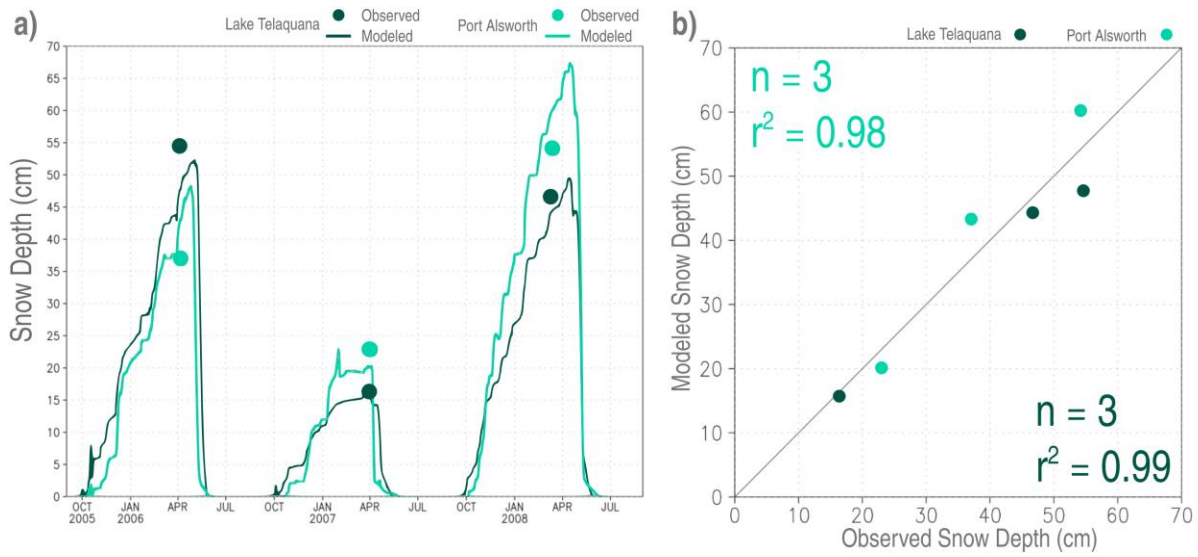 a)
Lake Telaquana Observed Modeled
Port Alsworth Observed Modeled
Snow Depth (cm)
70
65
60
55
50
45
40
35
30
25
20
15
10
5
0
OCT 2005
JAN 2006
APR
JUL
OCT
JAN 2007
APR
JUL
OCT
JAN 2008
APR
JUL
b)
Lake Telaquana
Port Alsworth
n = 3
r² = 0.98
n = 3
r² = 0.99
Modeled Snow Depth (cm)
70
60
50
40
30
20
10
0
0 10 20 30 40 50 60 70
Observed Snow Depth (cm)